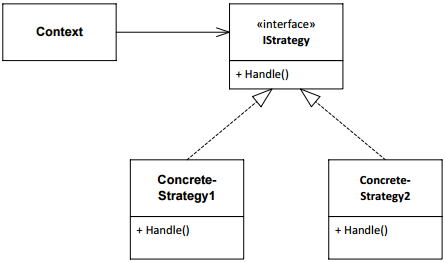 Context
«interface»
IStrategy
+ Handle()
Concrete-
Strategy1
+ Handle()
Concrete-
Strategy2
+ Handle()